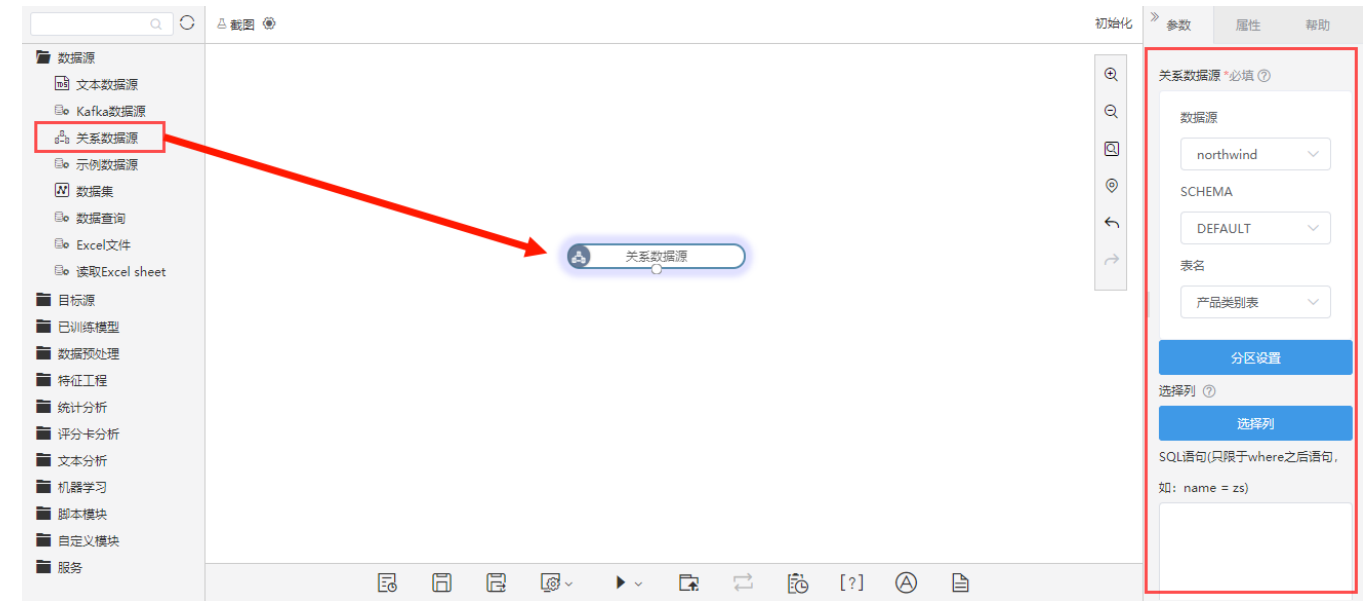 截图
初始化
参数
属性
帮助
数据源
文本数据源
Kafka数据源
关系数据源
示例数据源
数据集
数据查询
Excel文件
读取Excel sheet
目标源
已训练模型
数据预处理
特征工程
统计分析
评分卡分析
文本分析
机器学习
脚本模块
自定义模块
服务
关系数据源
[?]
关系数据源 *必填 ?
数据源
northwind
SCHEMA
DEFAULT
表名
产品类别表
分区设置
选择列 ?
选择列
SQL语句(只限于where之后语句,
如: name = zs)